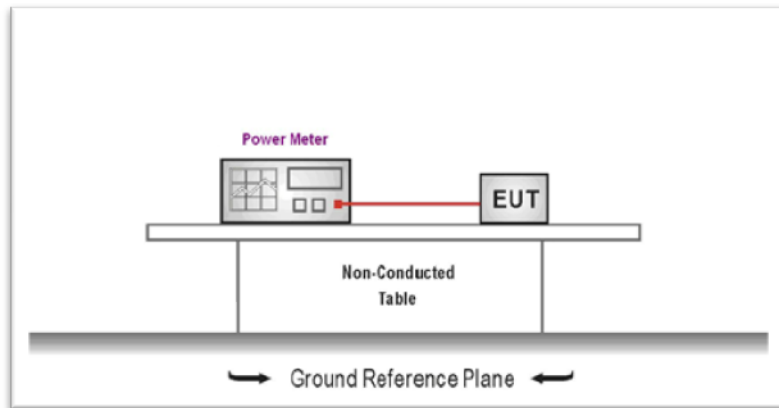 Power Meter
EUT
Non-Conducted
Table
Ground Reference Plane